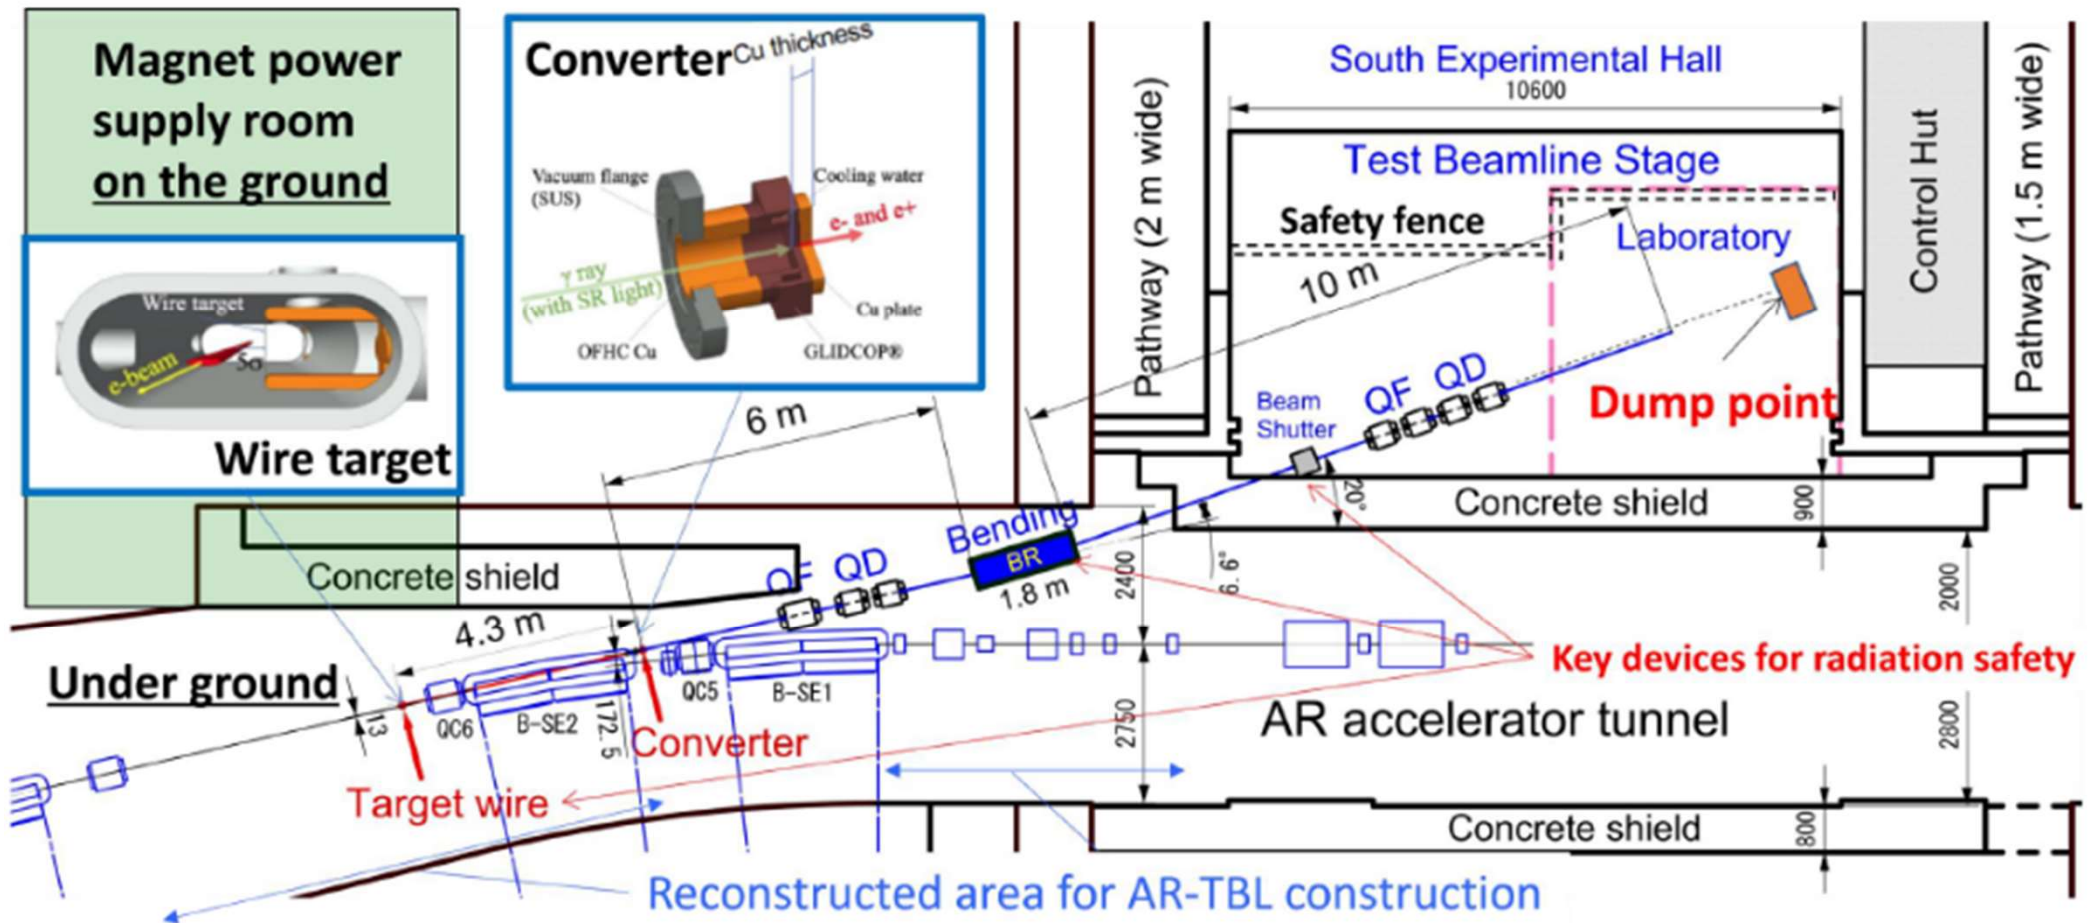 Magnet power
supply room
on the ground
Wire target
e-beam
5σ
Wire target
Converter
Cu thickness
Vacuum flange
(SUS)
Cooling water
e- and e+
γ ray
(with SR light)
Cu plate
OFHC Cu
GLIDCOP®
Pathway (2 m wide)
South Experimental Hall
10600
Test Beamline Stage
Safety fence
Laboratory
10 m
Control Hut
Pathway (1.5 m wide)
Dump point
QF QD
Beam
Shutter
20°
Concrete shield
900
6 m
Bending
BR
1.8 m
6.6°
2400
2000
QF QD
Concrete shield
4.3 m
Under ground
13
QC6
B-SE2
172.5
QC5
B-SE1
Converter
Target wire
2750
Key devices for radiation safety
AR accelerator tunnel
2800
Concrete shield
800
Reconstructed area for AR-TBL construction